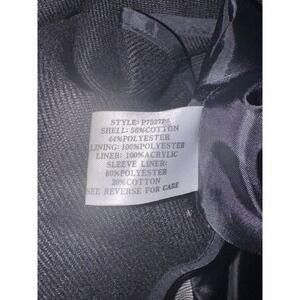 STYLE: P7527P6
SHELL: 56%COTTON
44%POLYESTER
LINING: 100%POLYESTER
LINER: 100%ACRYLIC
SLEEVE LINER:
80%POLYESTER
20%COTTON
SEE REVERSE FOR CARE